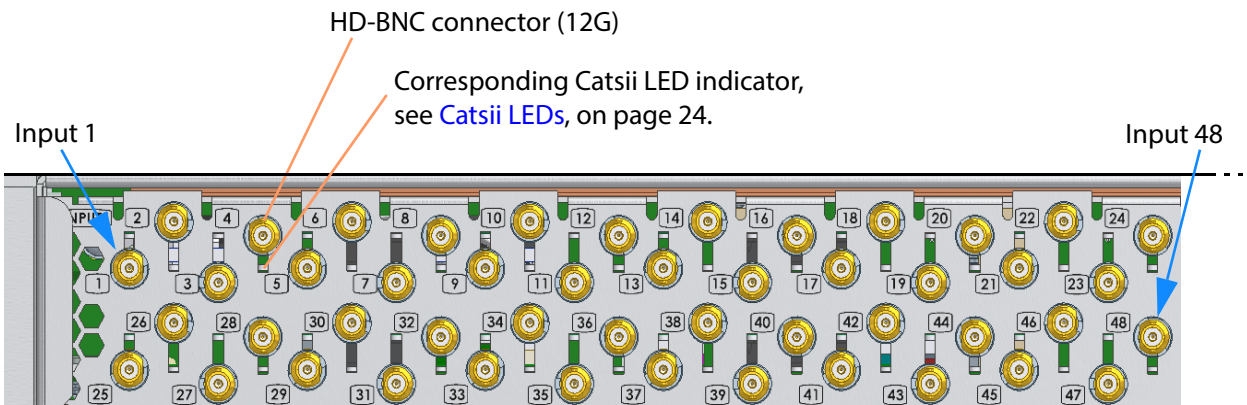 HD-BNC connector (12G)
Corresponding Catsii LED indicator,
see Catsii LEDs, on page 24.
Input 1
Input 48
2 4 6 8 10 12 14 16 18 20 22 24
1 3 5 7 9 11 13 15 17 19 21 23
26 28 30 32 34 36 38 40 42 44 46 48
25 27 29 31 33 35 37 39 41 43 45 47